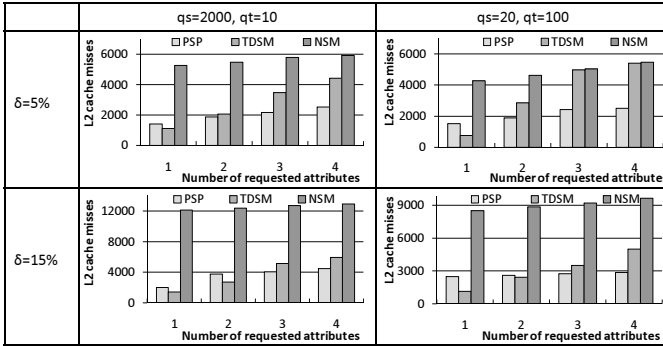 qs=2000, qt=10
qs=20, qt=100
δ=5%
L2 cache misses
PSP TDSM NSM
6000
4000
2000
0
1 2 3 4
Number of requested attributes
L2 cache misses
PSP TDSM NSM
6000
4000
2000
0
1 2 3 4
Number of requested attributes
δ=15%
L2 cache misses
PSP TDSM NSM
12000
8000
4000
0
1 2 3 4
Number of requested attributes
L2 cache misses
PSP TDSM NSM
9000
6000
3000
0
1 2 3 4
Number of requested attributes